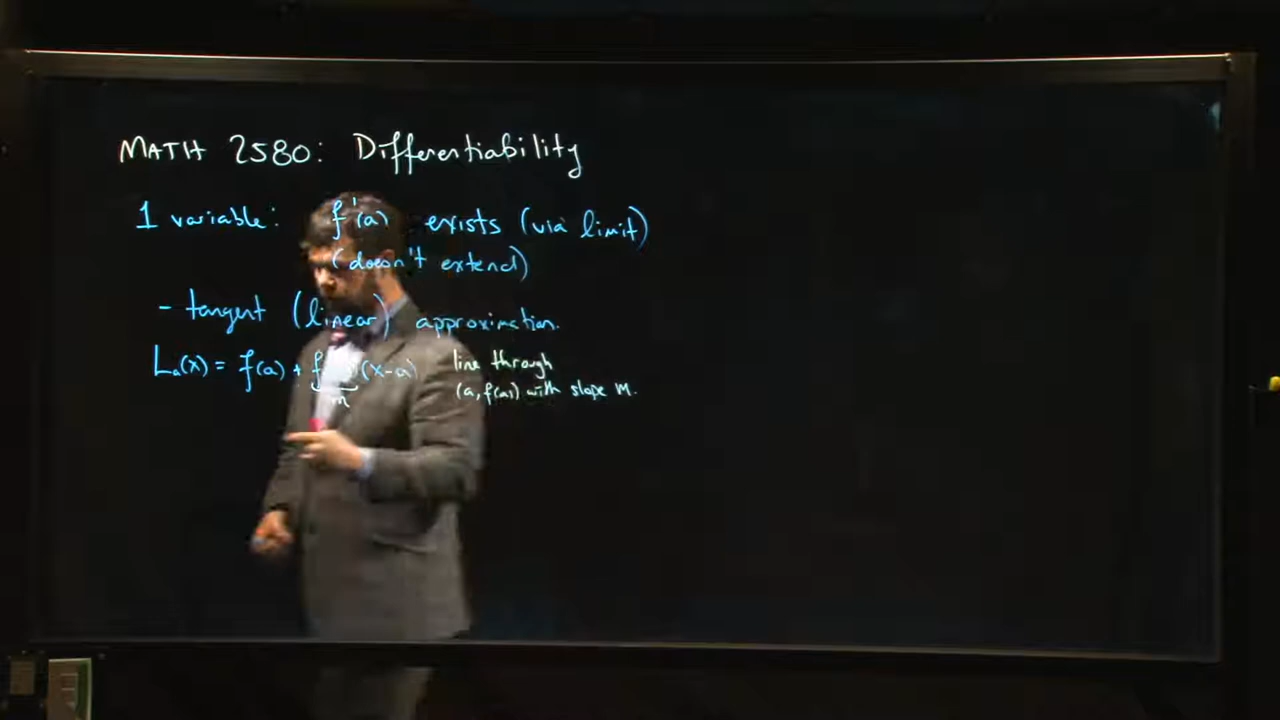 MATH 2580: Differentiability
1 variable: f'(a) exists (via limit)
(doesn't extend)
- tangent (linear) approximation.
Lₐ(x) = f(a) + f (x-a) line through
m (a, f(a)) with slope m.